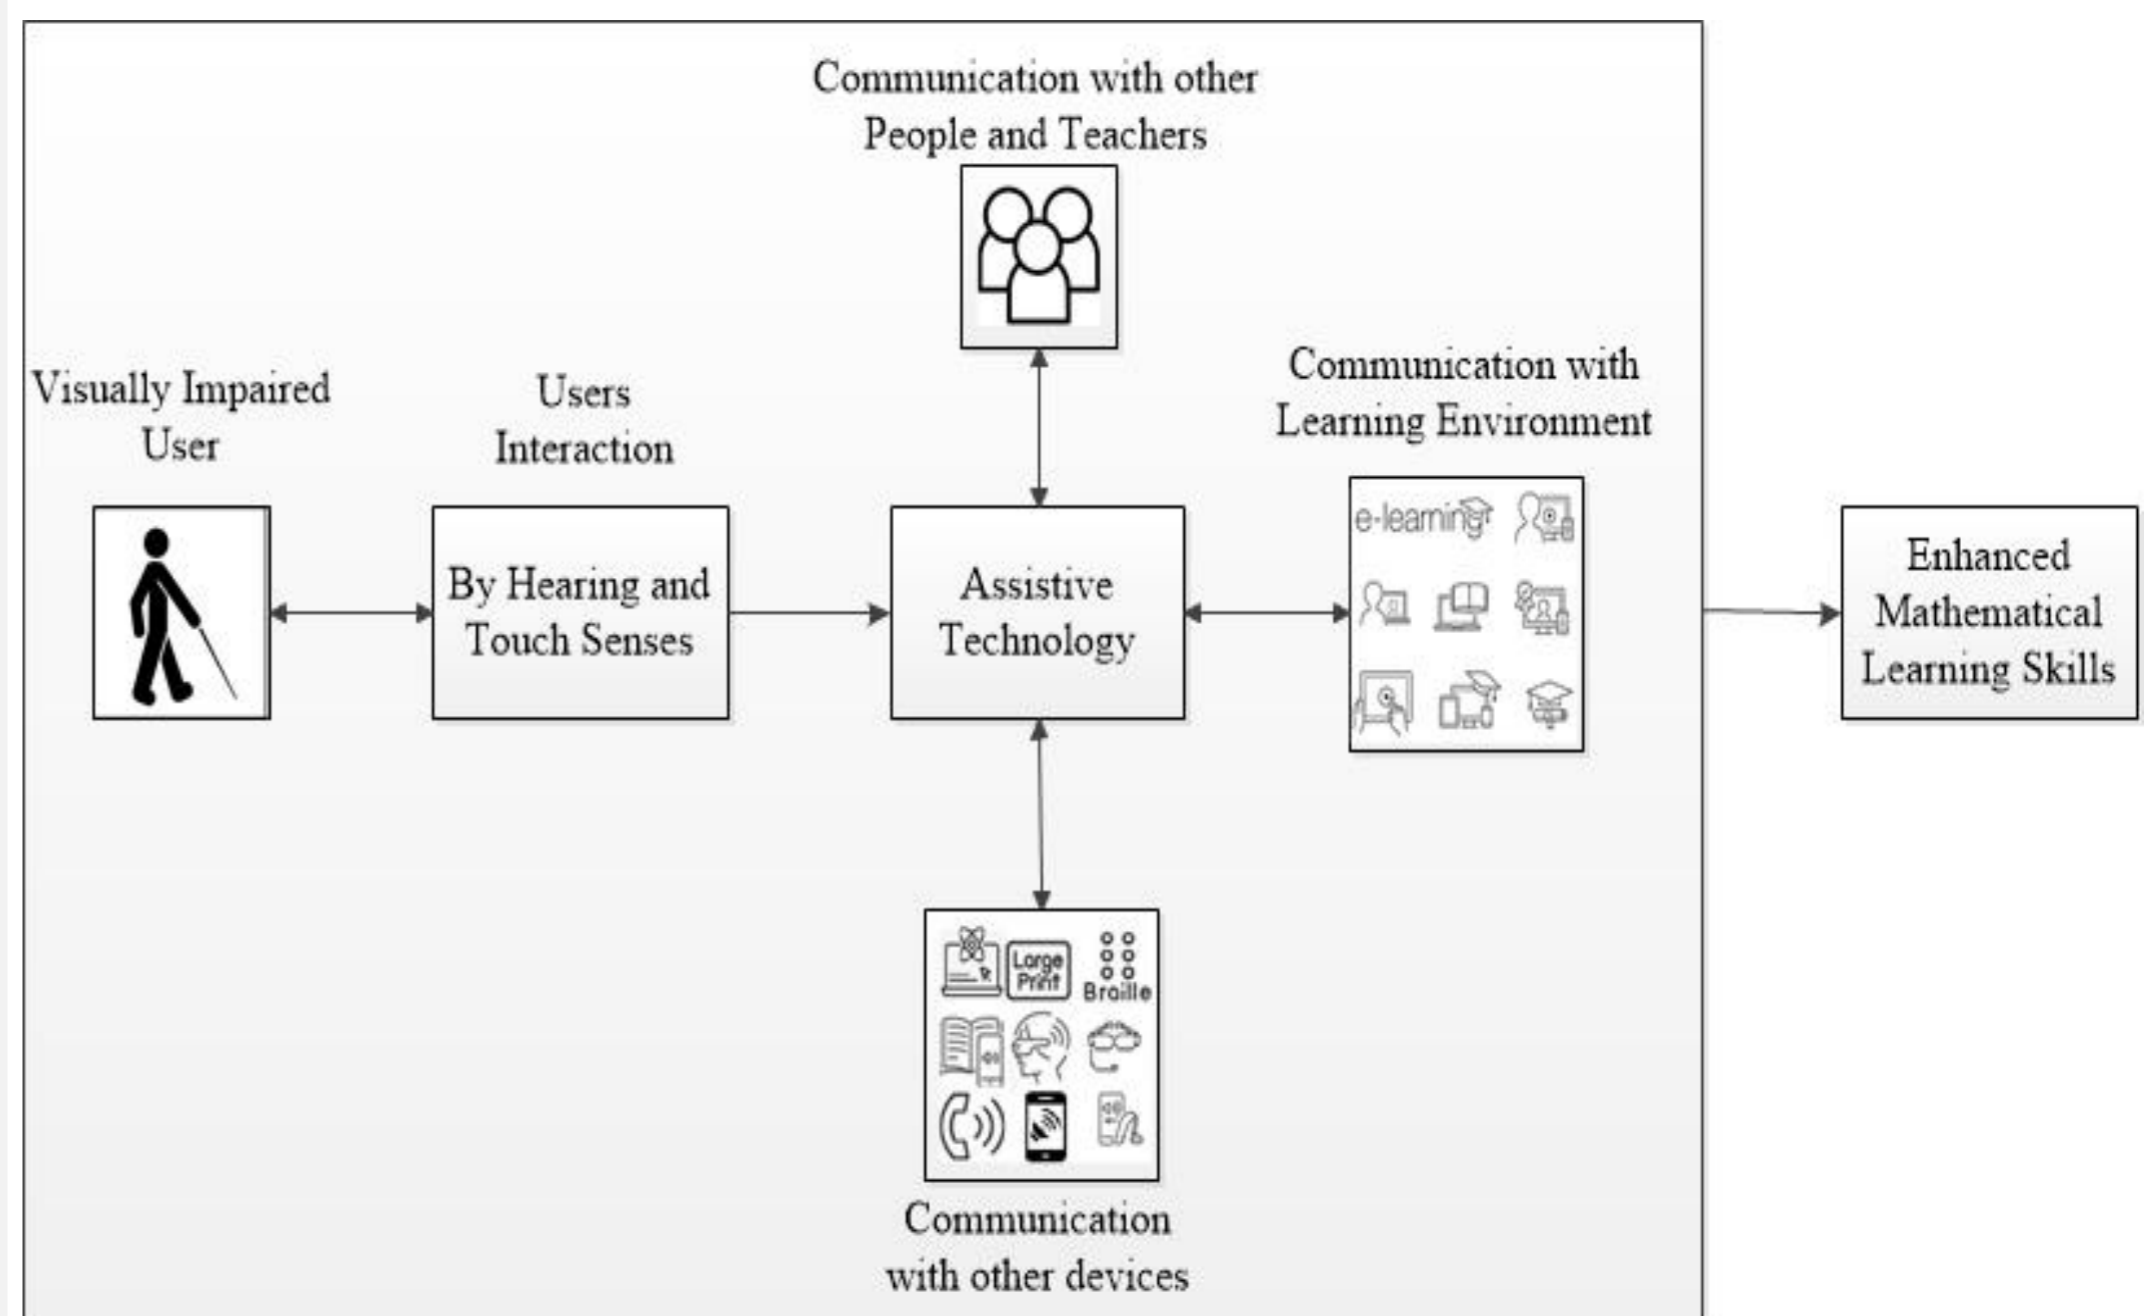 Communication with other
People and Teachers
Communication with
Learning Environment
Visually Impaired
User
Users
Interaction
e-learning
By Hearing and
Touch Senses
Assistive
Technology
Enhanced
Mathematical
Learning Skills
Large
Print
Braille
Communication
with other devices